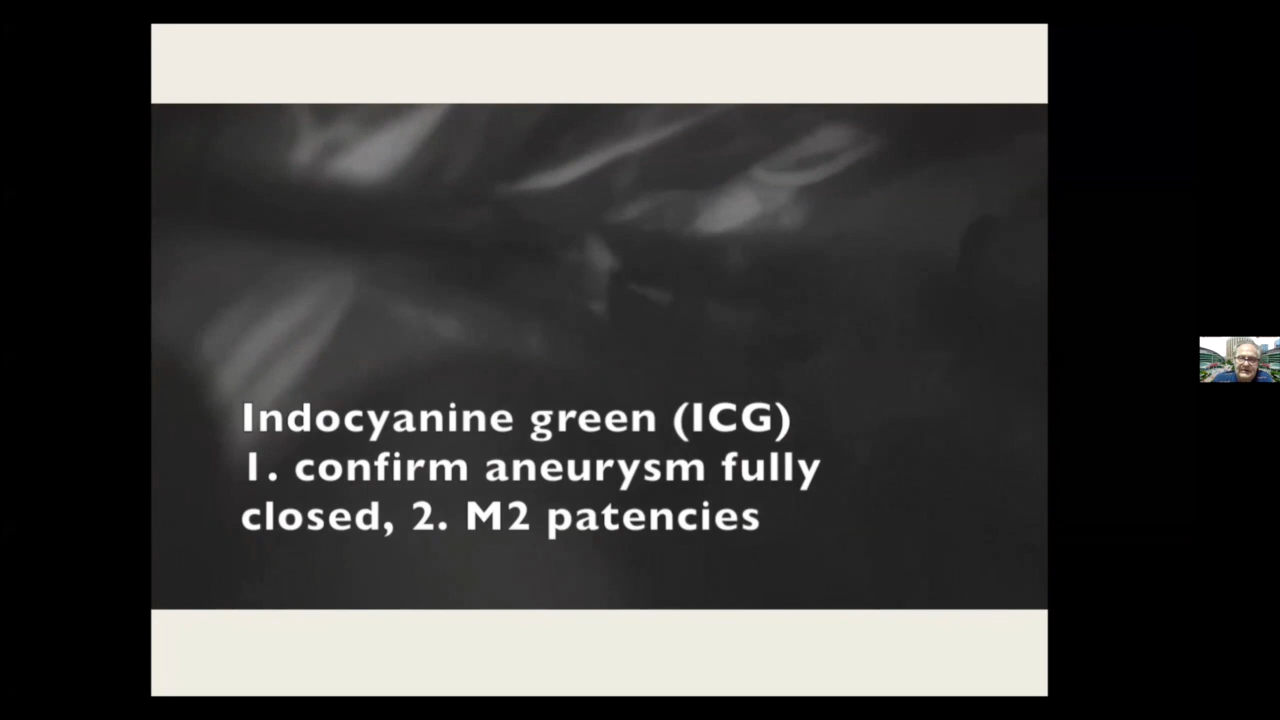 Indocyanine green (ICG)
1. confirm aneurysm fully
closed, 2. M2 patencies